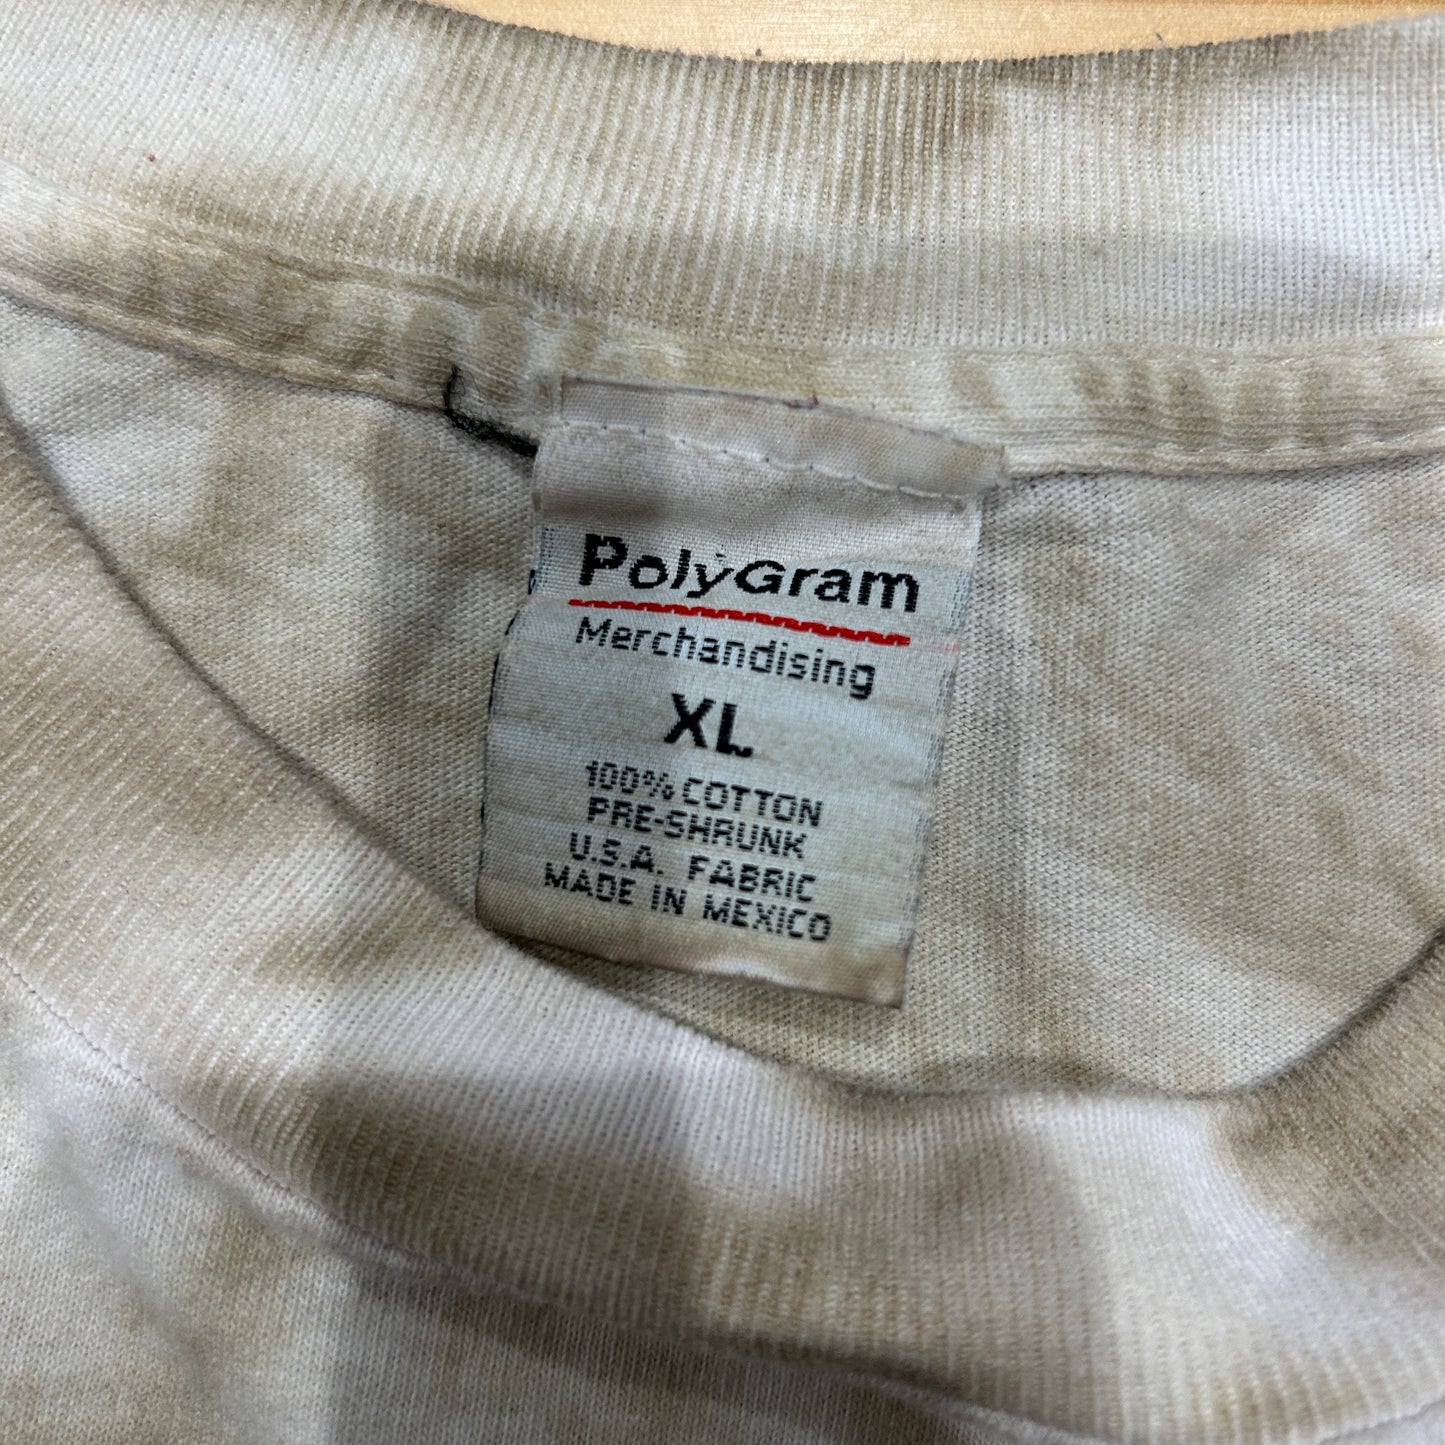 PolyGram
Merchandising
XL
100% COTTON
PRE-SHRUNK
U.S.A. FABRIC
MADE IN MEXICO